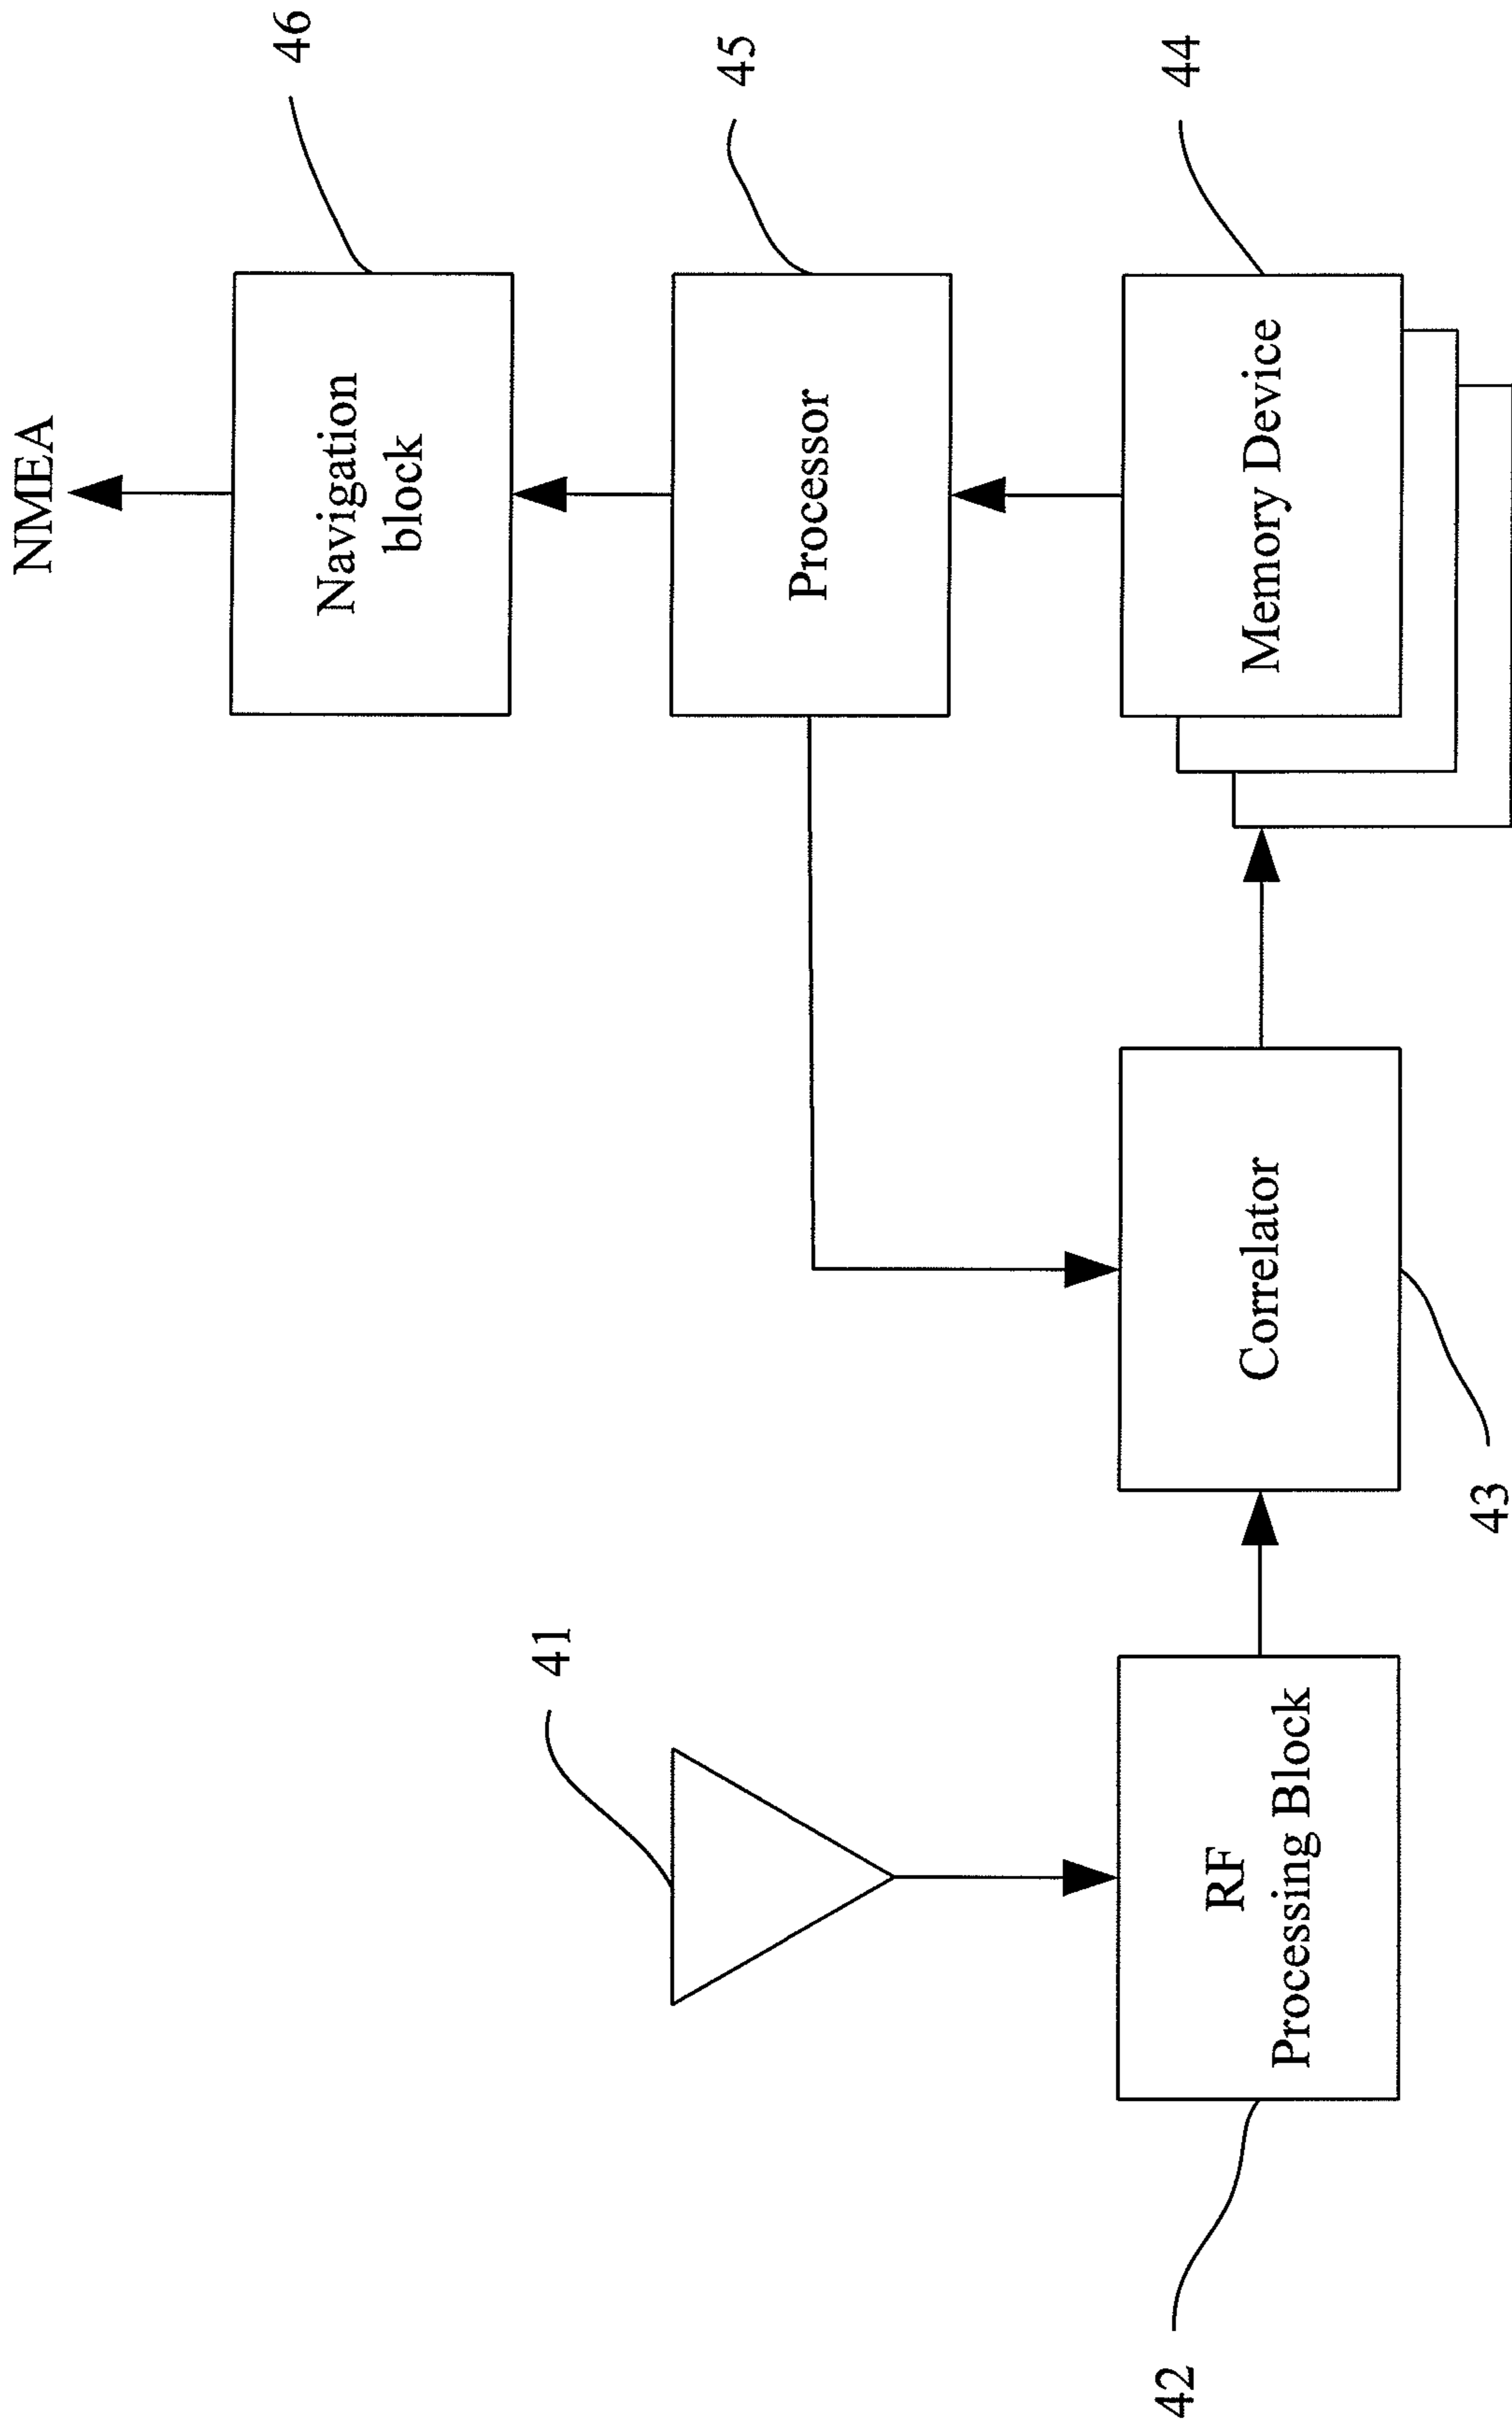 41
42
RF
Processing Block
Correlator
43
Memory Device
44
Processor
45
Navigation
block
46
NMEA